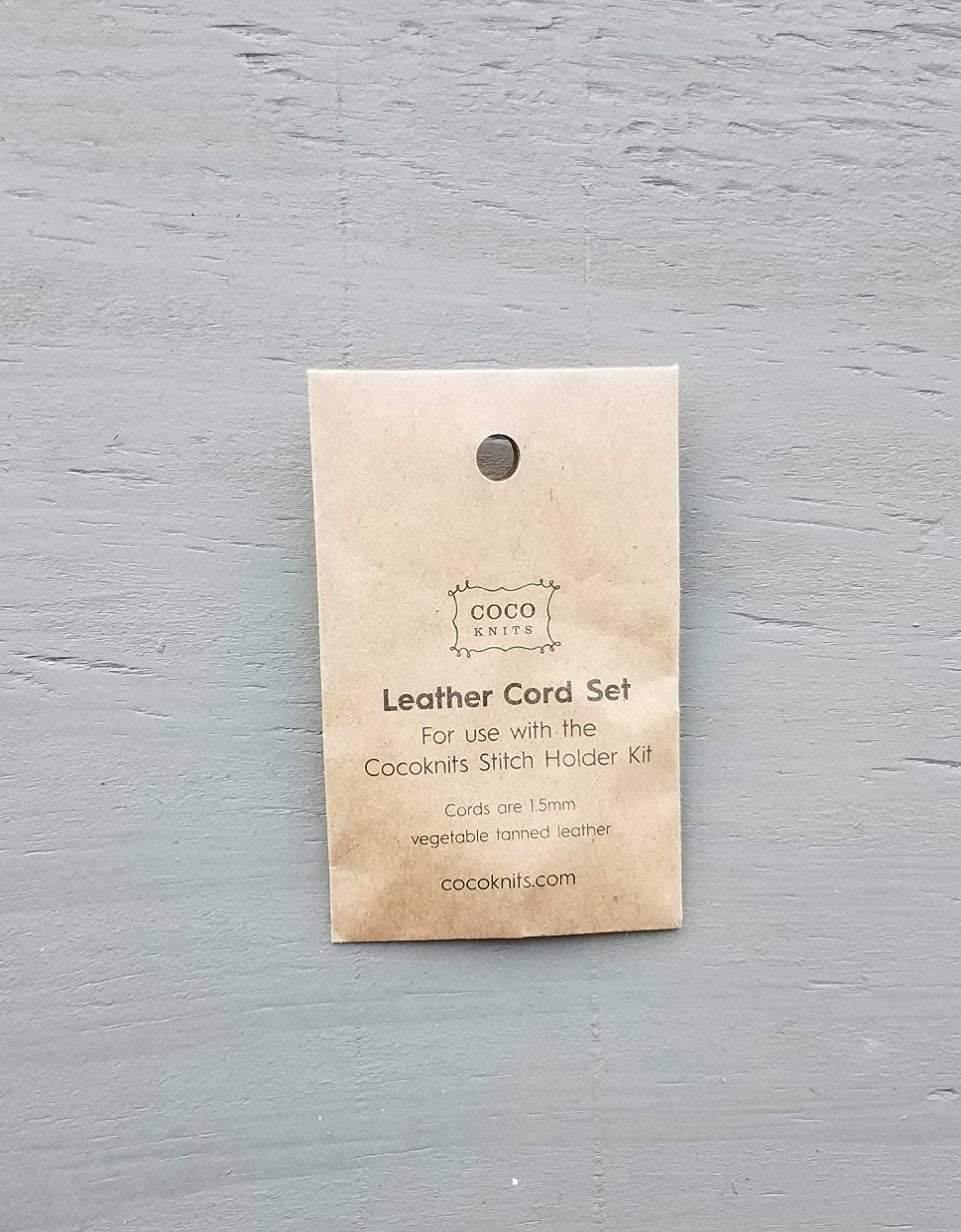 COCO
KNITS
Leather Cord Set
For use with the
Cocoknits Stitch Holder Kit
Cords are 1.5mm
vegetable tanned leather
cocoknits.com